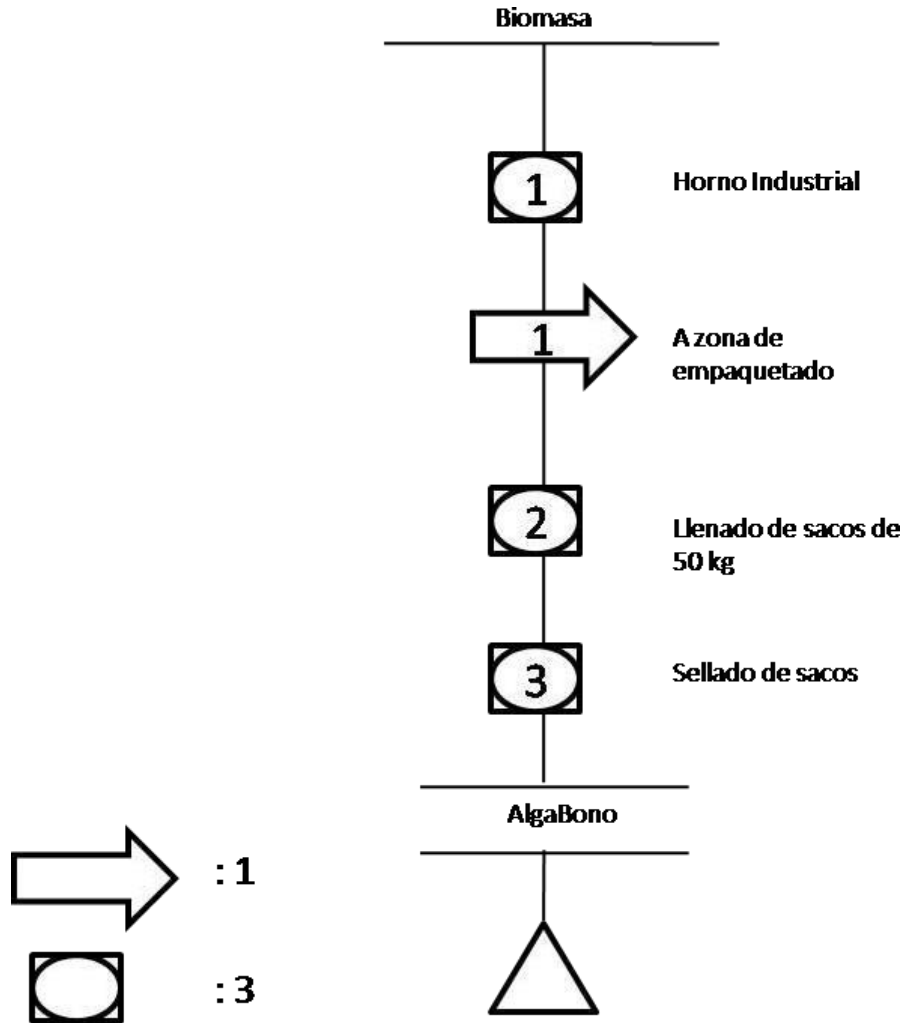 Biomasa
1
Horno Industrial
1
A zona de
empaquetado
2
Llenado de sacos de
50 kg
3
Sellado de sacos
AlgaBono
: 1
: 3